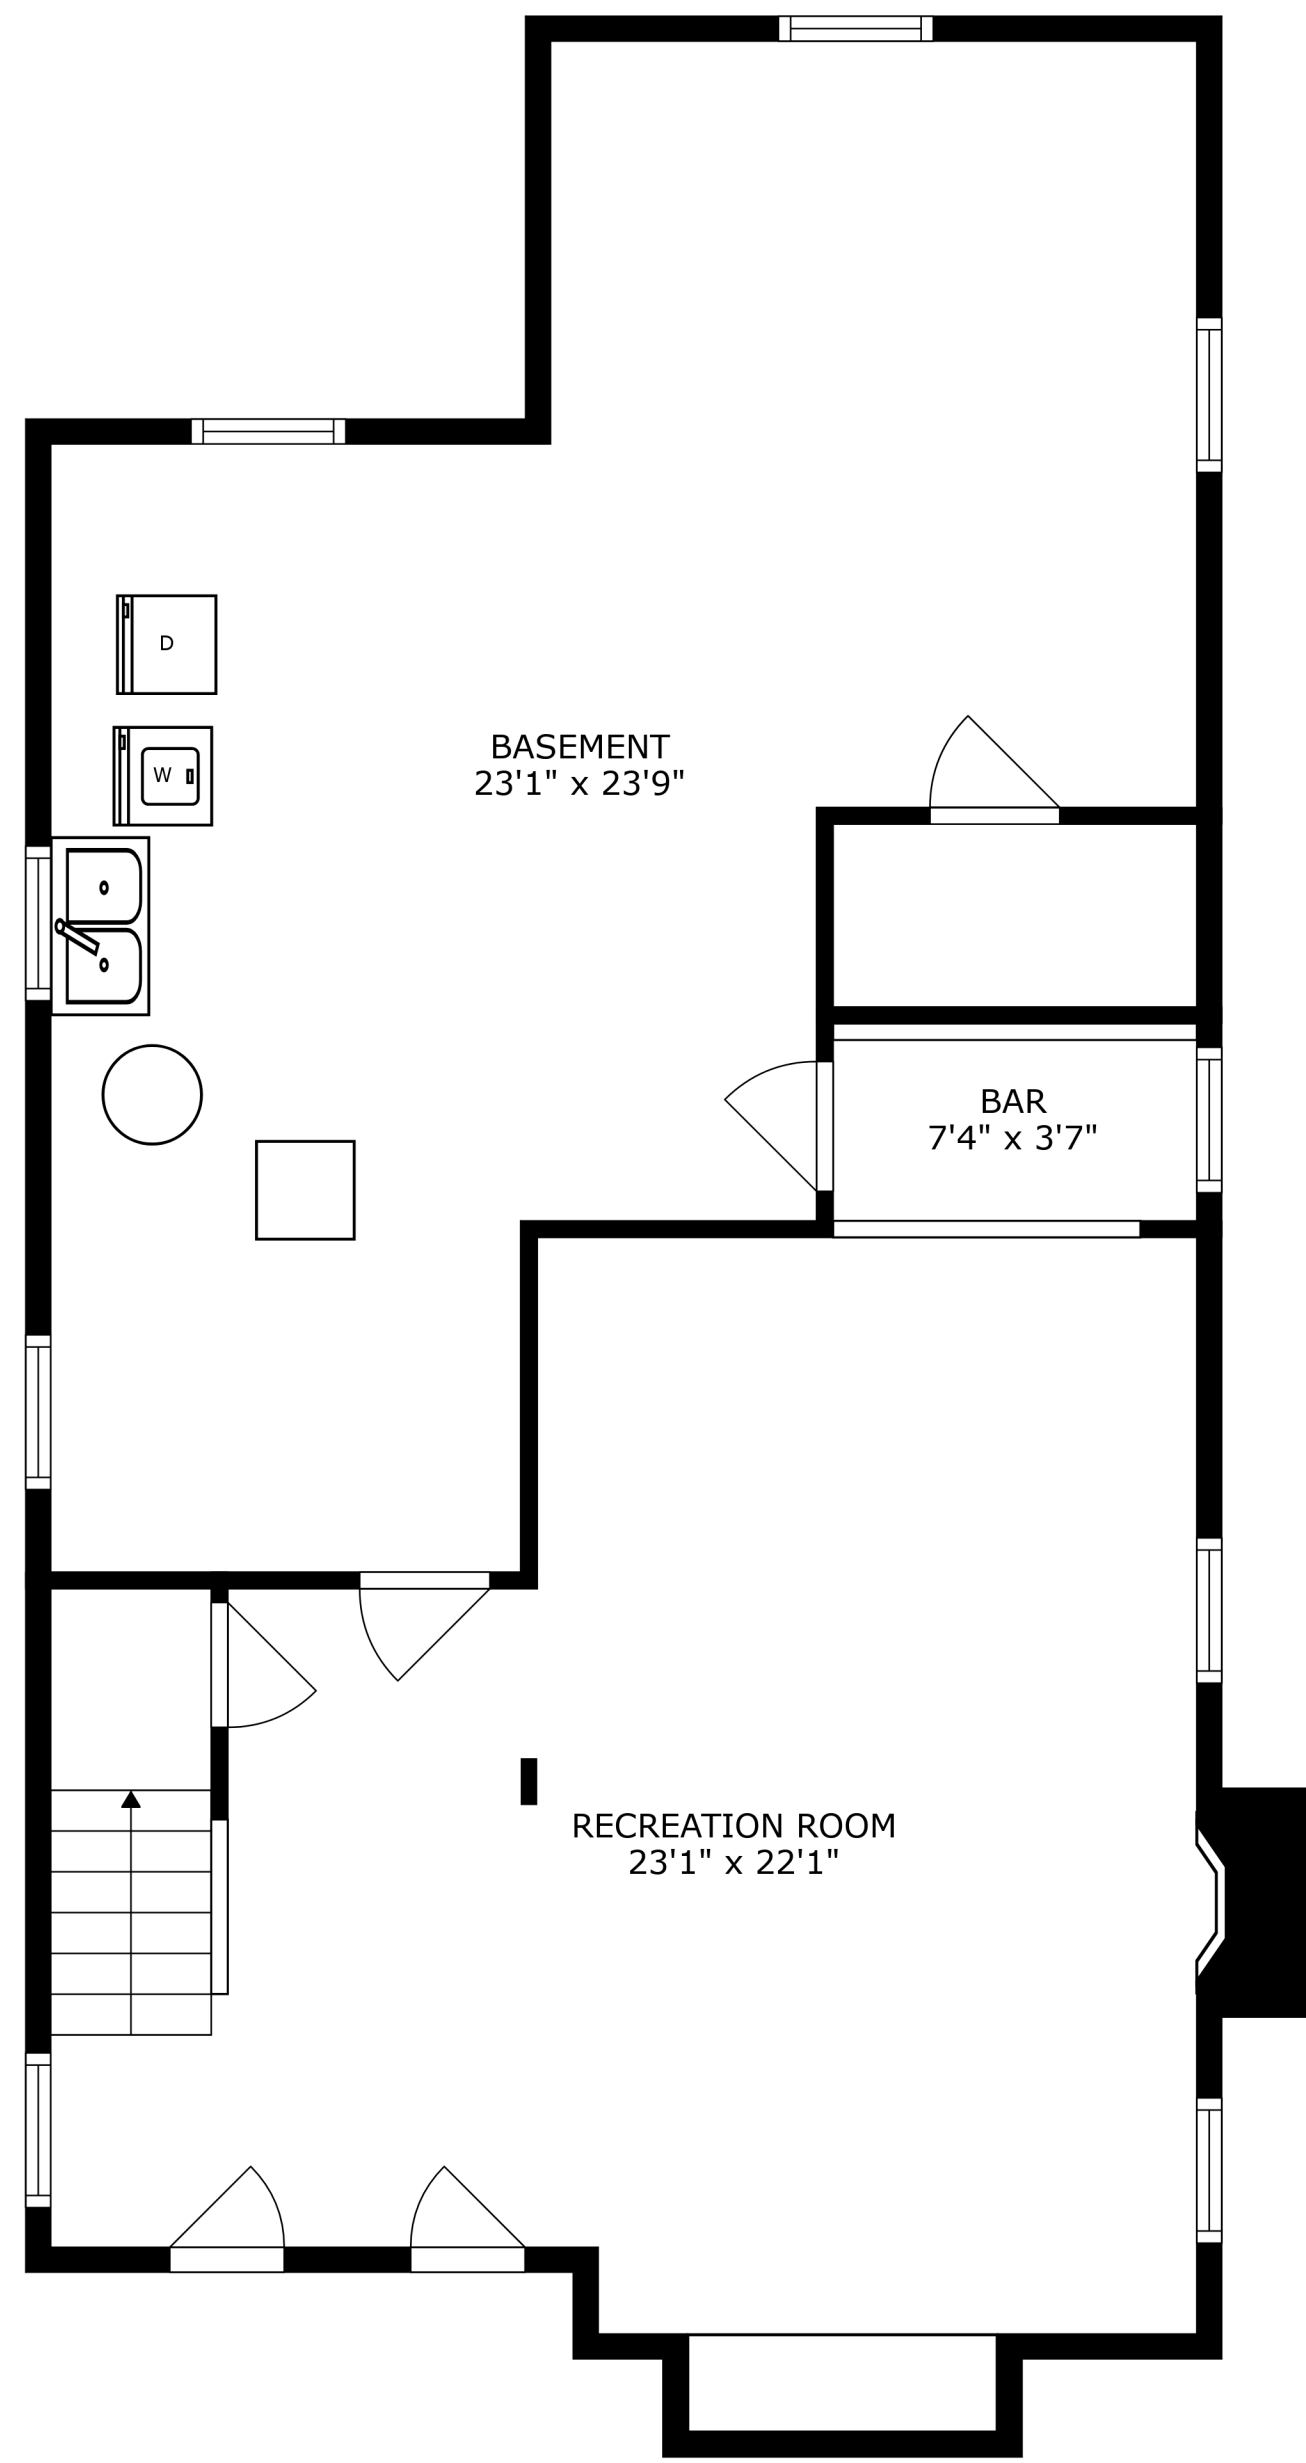 D
BASEMENT
23'1" x 23'9"
W
BAR
7'4" x 3'7"
RECREATION ROOM
23'1" x 22'1"